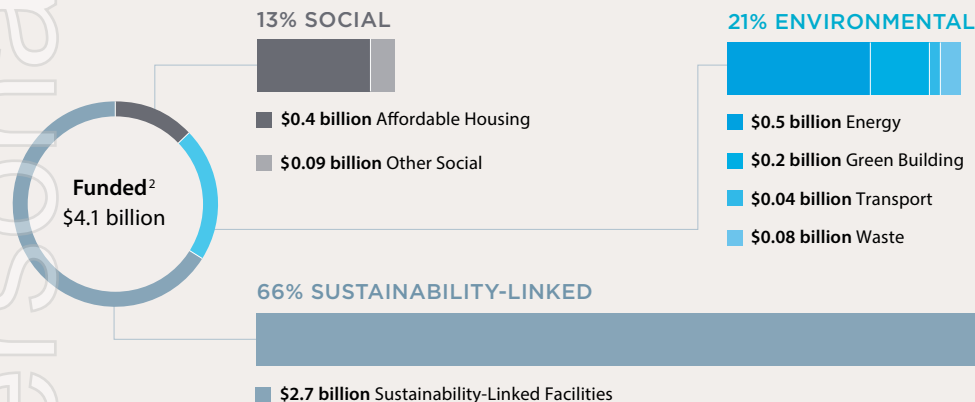 13% SOCIAL
$0.4 billion Affordable Housing
$0.09 billion Other Social
21% ENVIRONMENTAL
$0.5 billion Energy
$0.2 billion Green Building
$0.04 billion Transport
$0.08 billion Waste
Funded²
$4.1 billion
66% SUSTAINABILITY-LINKED
$2.7 billion Sustainability-Linked Facilities